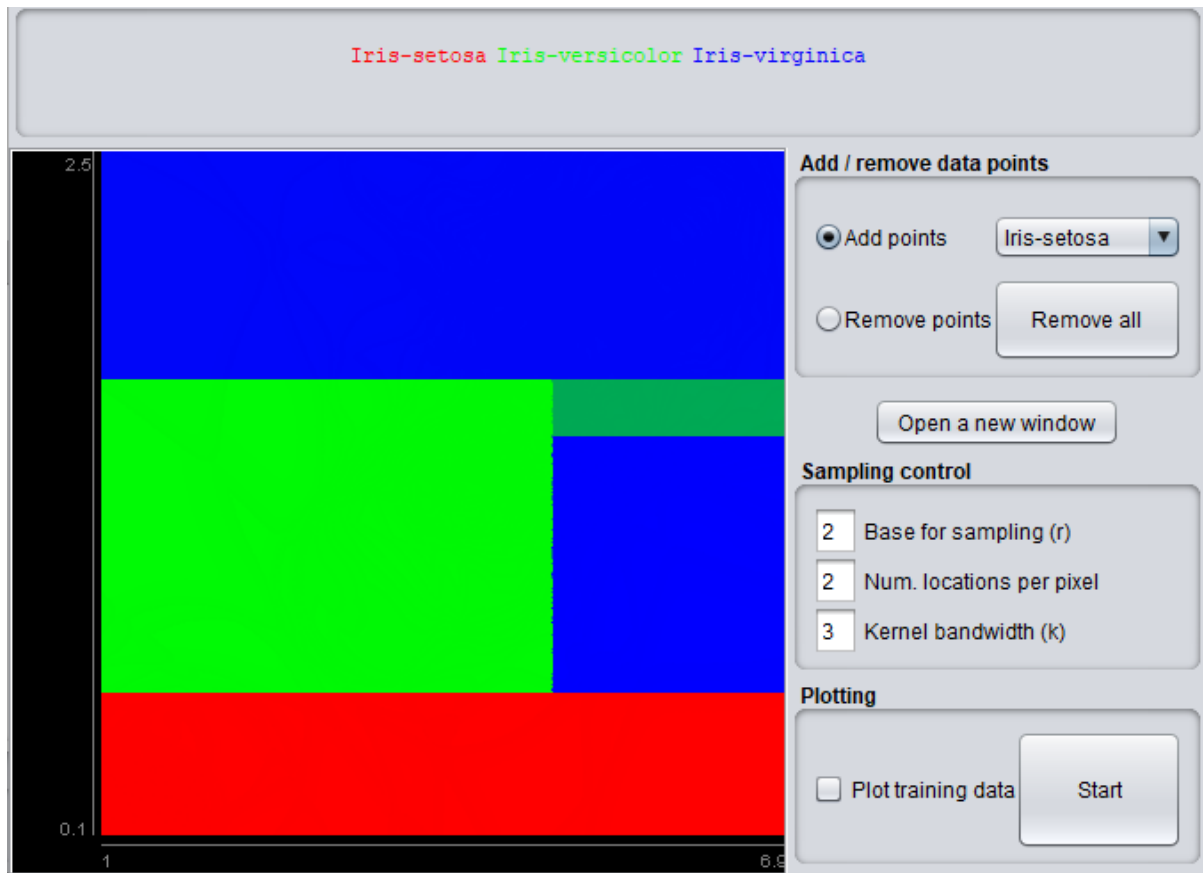 Iris-setosa Iris-versicolor Iris-virginica
2.5
0.1
1
6.9
Add / remove data points
Add points
Iris-setosa
Remove points
Remove all
Open a new window
Sampling control
2 Base for sampling (r)
2 Num. locations per pixel
3 Kernel bandwidth (k)
Plotting
Plot training data
Start